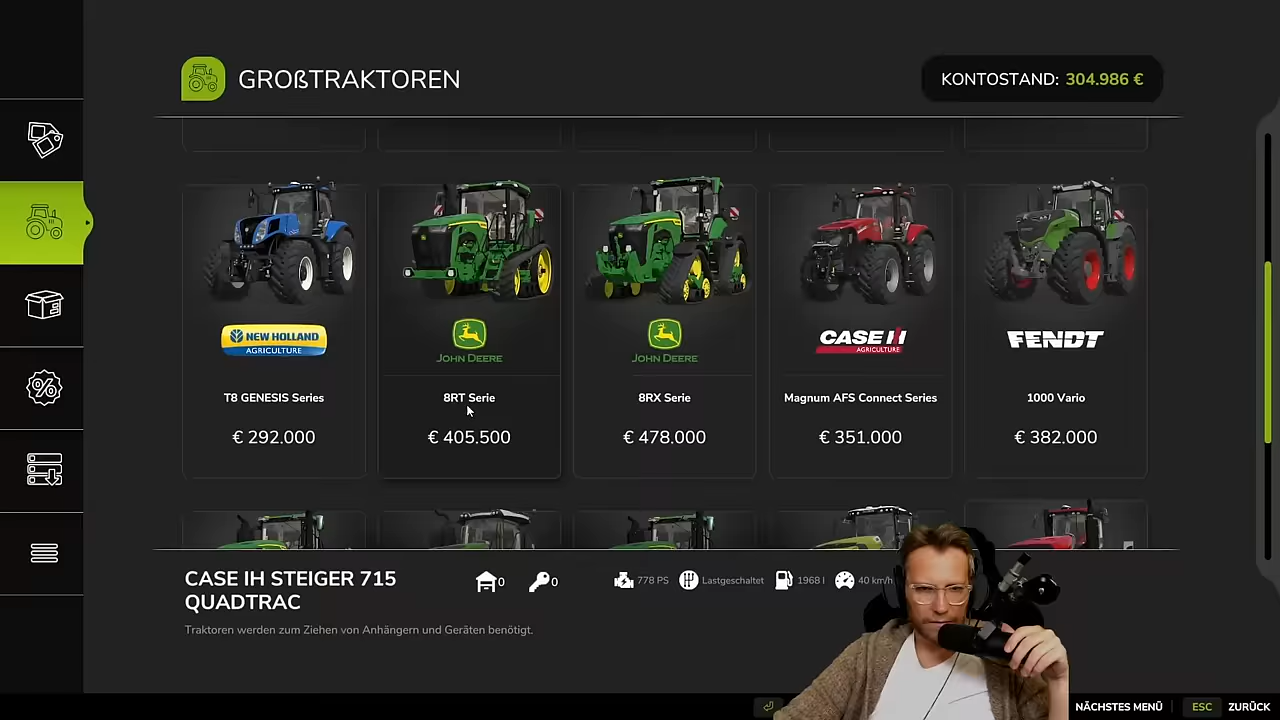 GROßTRAKTOREN
KONTOSTAND: 304.986 €
NEW HOLLAND
AGRICULTURE
T8 GENESIS Series
€ 292.000
JOHN DEERE
8RT Serie
€ 405.500
JOHN DEERE
8RX Serie
€ 478.000
CASE IH
AGRICULTURE
Magnum AFS Connect Series
€ 351.000
FENDT
1000 Vario
€ 382.000
CASE IH STEIGER 715
QUADTRAC
0
0
778 PS
Lastgeschaltet
1968 l
40 km/h
Traktoren werden zum Ziehen von Anhängern und Geräten benötigt.
NÄCHSTES MENÜ
ESC ZURÜCK